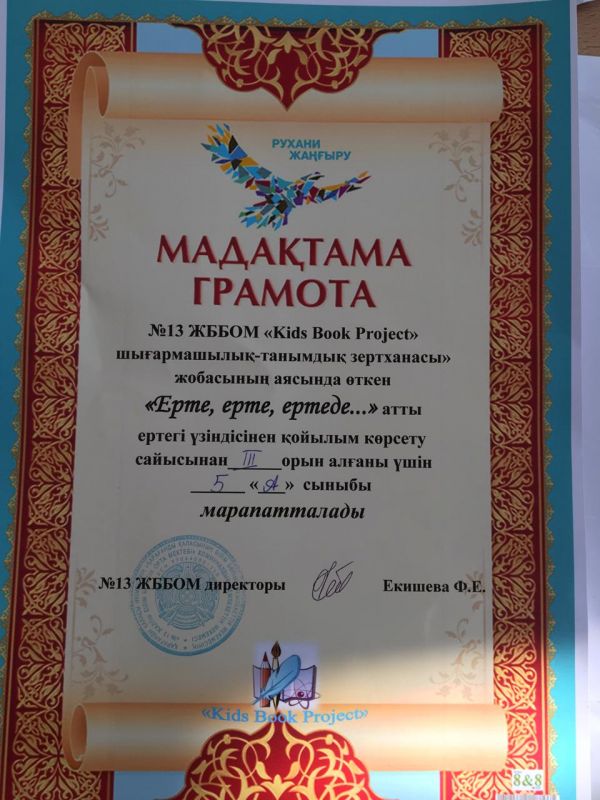 РУХАНИ
ЖАҢҒЫРУ
МАДАҚТАМА
ГРАМОТА
№13 ЖББОМ «Kids Book Project»
шығармашылық-танымдық зертханасы»
жобасының аясында өткен
«Ерте, ерте, ертеде...» атты
ертегі үзіндісінен қойылым көрсету
сайысынан III орын алғаны үшін
5 «А» сыныбы
марапатталады
№13 ЖББОМ директоры Екишева Ф.Е.
«Kids Book Project»
8&8